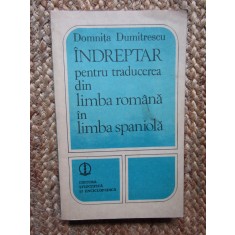 Domnița Dumitrescu
ÎNDREPTAR
pentru traducerea
din
limba română
în
limba spaniolă
EDITURA
ȘTIINȚIFICĂ
ȘI ENCICLOPEDICĂ